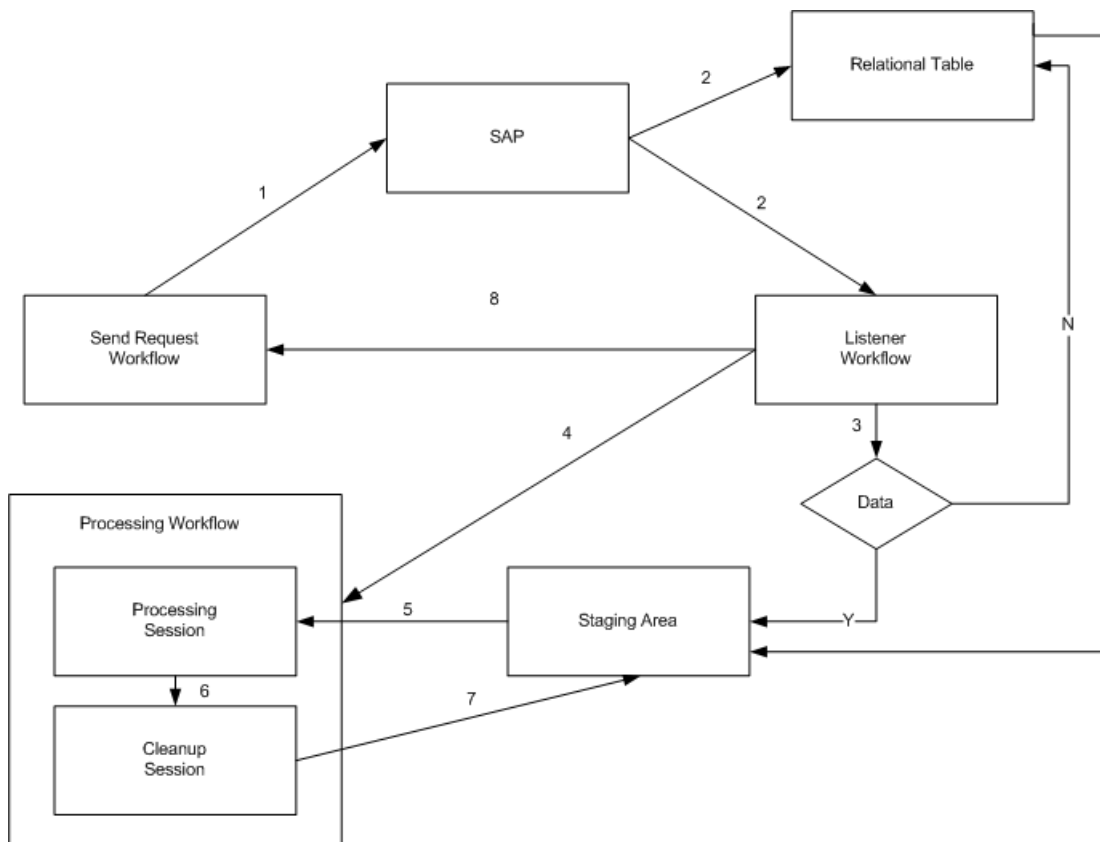 Relational Table
2
SAP
1
2
8
Send Request
Workflow
Listener
Workflow
N
3
4
Data
Processing Workflow
Processing
Session
5
Staging Area
Y
6
7
Cleanup
Session